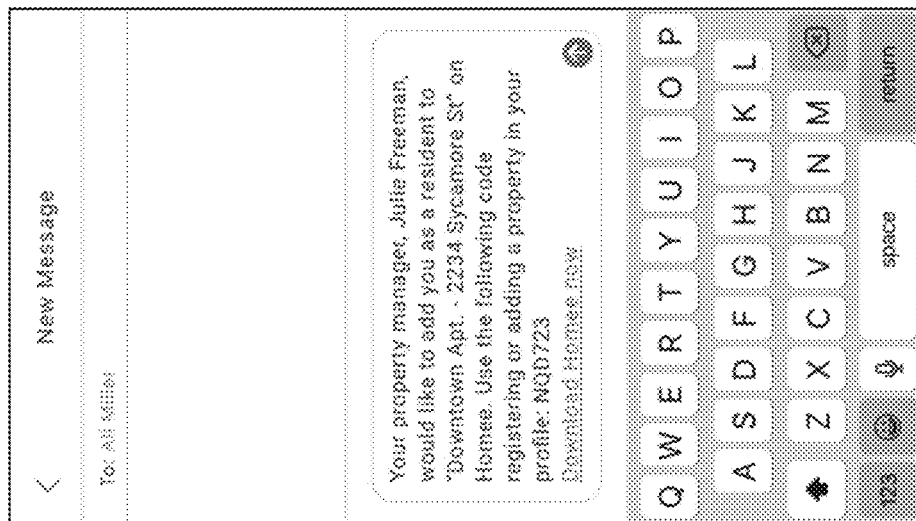 New Message
To: Ali Miller
Your property manager, Julie Freeman,
would like to add you as a resident to
"Downtown Apt. - 2234 Sycamore St" on
Homee. Use the following code
registering or adding a property in your
profile: NQD723
Download Homee now
Q W E R T Y U I O P
A S D F G H J K L
Z X C V B N M
123 space return